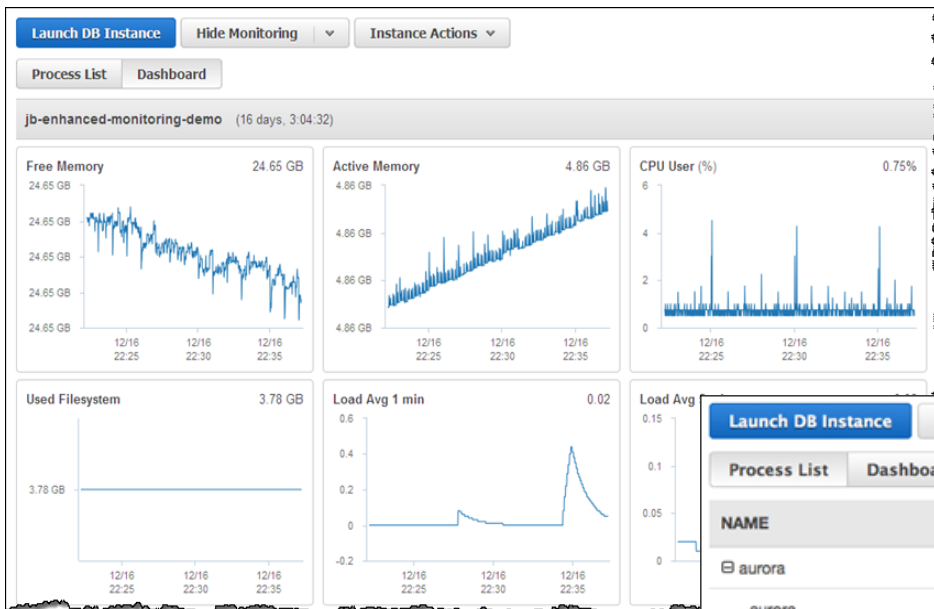 Launch DB Instance Hide Monitoring Instance Actions
Process List Dashboard
jb-enhanced-monitoring-demo (16 days, 3:04:32)
Free Memory 24.65 GB
24.65 GB
24.65 GB
24.65 GB
24.65 GB
24.65 GB
12/16 12/16 12/16
22:25 22:30 22:35
Active Memory 4.86 GB
4.86 GB
4.86 GB
4.86 GB
4.86 GB
12/16 12/16 12/16
22:25 22:30 22:35
CPU User (%) 0.75%
6
4
2
0
12/16 12/16 12/16
22:25 22:30 22:35
Used Filesystem 3.78 GB
3.78 GB
12/16 12/16 12/16
22:25 22:30 22:35
Load Avg 1 min 0.02
0.6
0.4
0.2
0
-0.2
12/16 12/16 12/16
22:25 22:30 22:35
Load Avg
0.15
0.1
0.05
0
Launch DB Instance
Process List Dashboa
NAME
aurora
aurora